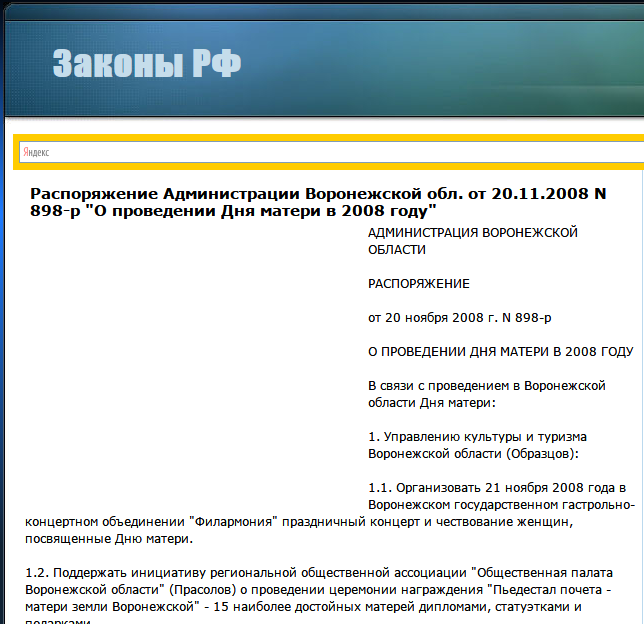 Законы РФ
Яндекс
Распоряжение Администрации Воронежской обл. от 20.11.2008 N
898-р "О проведении Дня матери в 2008 году"
АДМИНИСТРАЦИЯ ВОРОНЕЖСКОЙ
ОБЛАСТИ
РАСПОРЯЖЕНИЕ
от 20 ноября 2008 г. N 898-р
О ПРОВЕДЕНИИ ДНЯ МАТЕРИ В 2008 ГОДУ
В связи с проведением в Воронежской
области Дня матери:
1. Управлению культуры и туризма
Воронежской области (Образцов):
1.1. Организовать 21 ноября 2008 года в
Воронежском государственном гастрольно-
концертном объединении "Филармония" праздничный концерт и чествование женщин,
посвященные Дню матери.
1.2. Поддержать инициативу региональной общественной ассоциации "Общественная палата
Воронежской области" (Прасолов) о проведении церемонии награждения "Пьедестал почета -
матери земли Воронежской" - 15 наиболее достойных матерей дипломами, статуэтками и
подарками.